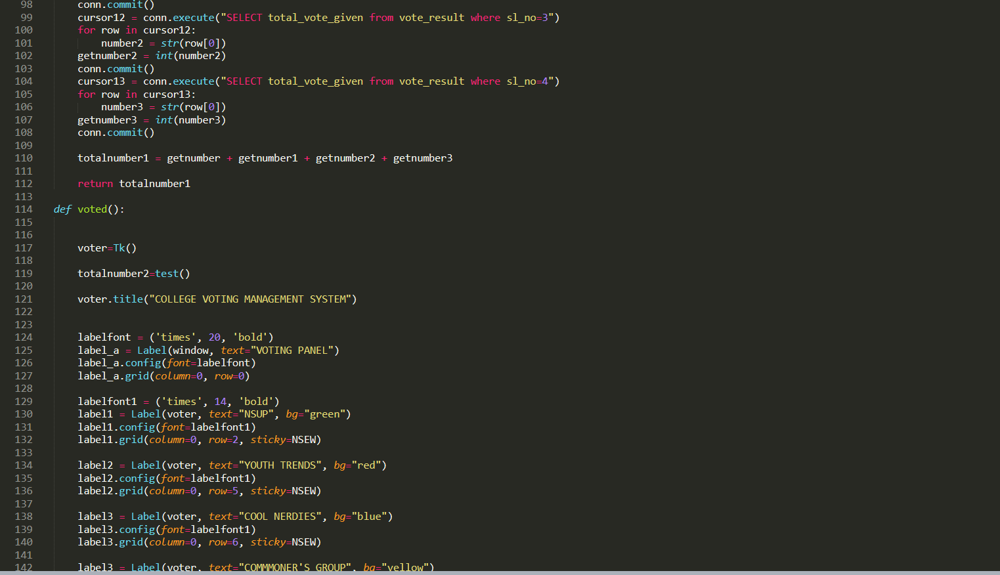 98 conn.commit()
99 cursor12 = conn.execute("SELECT total_vote_given from vote_result where sl_no=3")
100 for row in cursor12:
101 number2 = str(row[0])
102 getnumber2 = int(number2)
103 conn.commit()
104 cursor13 = conn.execute("SELECT total_vote_given from vote_result where sl_no=4")
105 for row in cursor13:
106 number3 = str(row[0])
107 getnumber3 = int(number3)
108 conn.commit()
109
110 totalnumber1 = getnumber + getnumber1 + getnumber2 + getnumber3
111
112 return totalnumber1
113
114 def voted():
115
116
117 voter=Tk()
118
119 totalnumber2=test()
120
121 voter.title("COLLEGE VOTING MANAGEMENT SYSTEM")
122
123
124 labelfont = ('times', 20, 'bold')
125 label_a = Label(window, text="VOTING PANEL")
126 label_a.config(font=labelfont)
127 label_a.grid(column=0, row=0)
128
129 labelfont1 = ('times', 14, 'bold')
130 label1 = Label(voter, text="NSUP", bg="green")
131 label1.config(font=labelfont1)
132 label1.grid(column=0, row=2, sticky=NSEW)
133
134 label2 = Label(voter, text="YOUTH TRENDS", bg="red")
135 label2.config(font=labelfont1)
136 label2.grid(column=0, row=5, sticky=NSEW)
137
138 label3 = Label(voter, text="COOL NERDIES", bg="blue")
139 label3.config(font=labelfont1)
140 label3.grid(column=0, row=6, sticky=NSEW)
141
142 label3 = Label(voter, text="COMMMONER'S GROUP", bg="yellow")